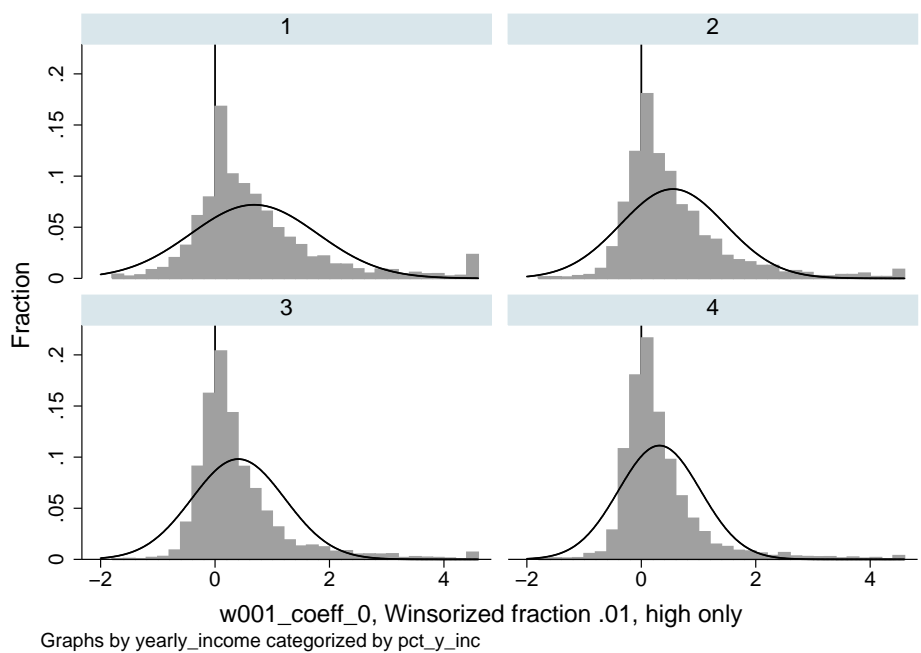 1
2
.2
.15
.1
.05
0
3
4
.2
.15
.1
.05
0
Fraction
−2 0 2 4
−2 0 2 4
w001_coeff_0, Winsorized fraction .01, high only
Graphs by yearly_income categorized by pct_y_inc